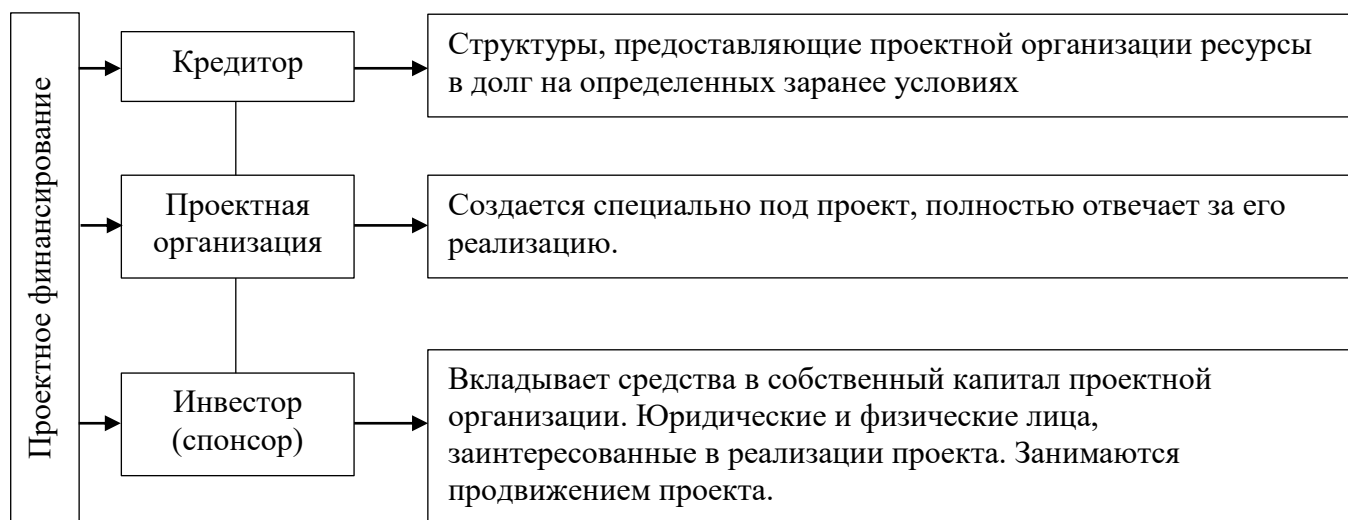 Проектное финансирование
Кредитор
Структуры, предоставляющие проектной организации ресурсы
в долг на определенных заранее условиях
Проектная
организация
Создается специально под проект, полностью отвечает за его
реализацию.
Инвестор
(спонсор)
Вкладывает средства в собственный капитал проектной
организации. Юридические и физические лица,
заинтересованные в реализации проекта. Занимаются
продвижением проекта.